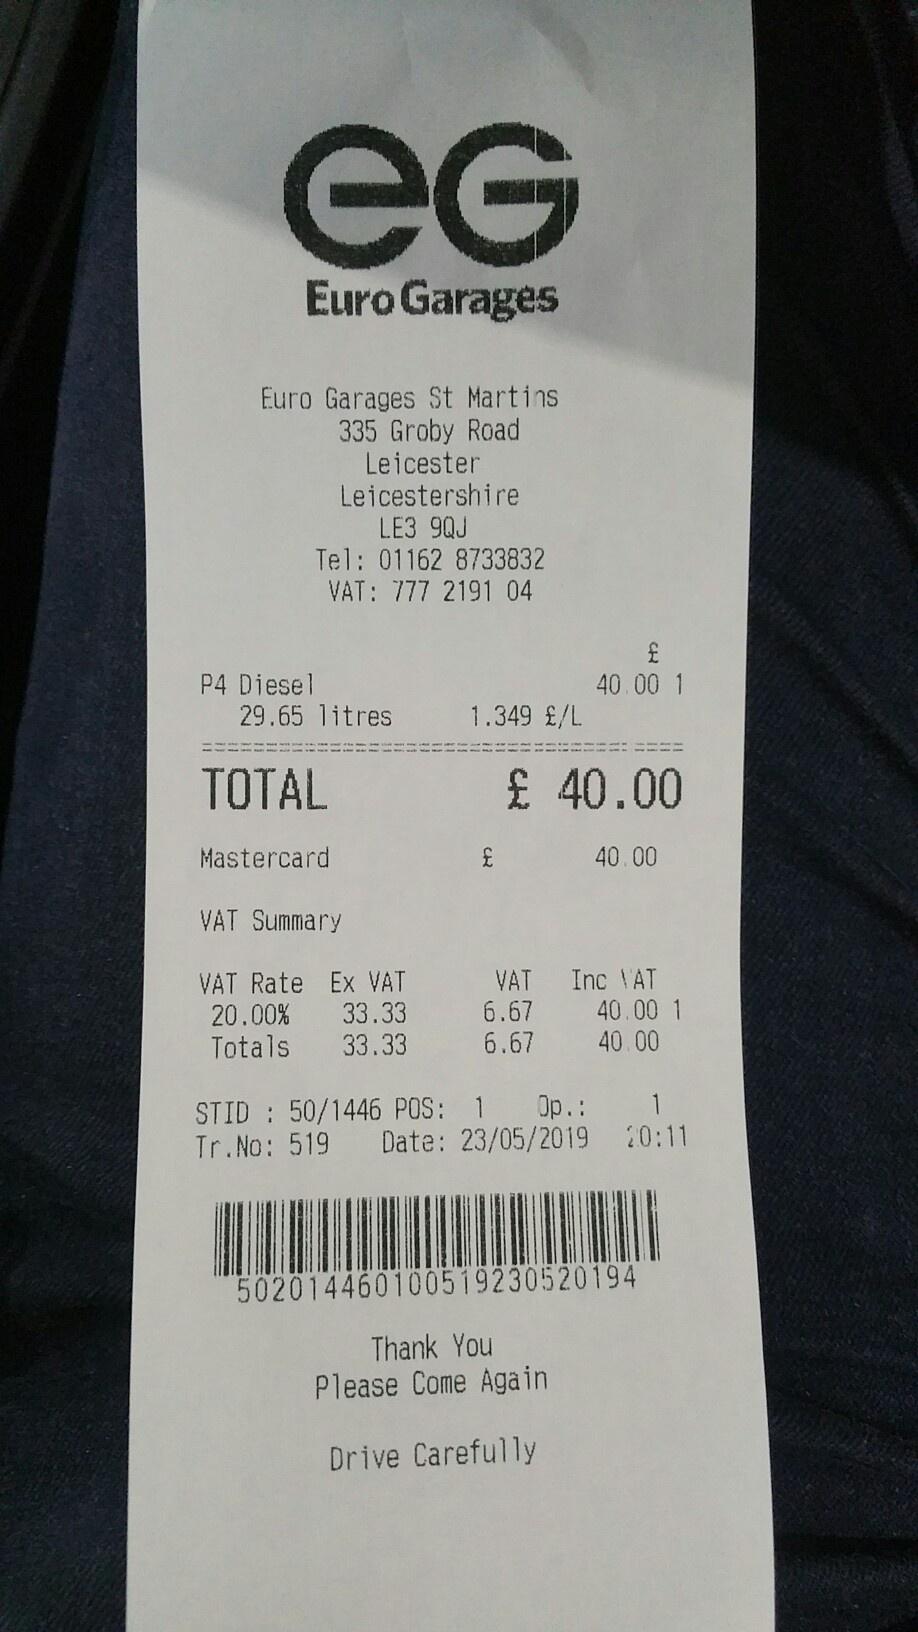 eG
Euro Garages
Euro Garages St Martins
335 Groby Road
Leicester
Leicestershire
LE3 9QJ
Tel: 01162 8733832
VAT: 777 2191 04
£
P4 Diesel 40.00 1
29.65 litres 1.349 £/L
TOTAL £ 40.00
Mastercard £ 40.00
VAT Summary
VAT Rate Ex VAT VAT Inc VAT
20.00% 33.33 6.67 40.00 1
Totals 33.33 6.67 40.00
STID : 50/1446 POS: 1 Op.: 1
Tr.No: 519 Date: 23/05/2019 20:11
502014460100519230520194
Thank You
Please Come Again
Drive Carefully